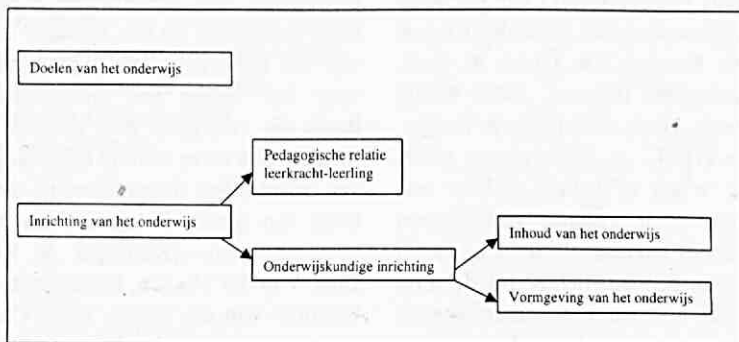 Doelen van het onderwijs
Pedagogische relatie
leerkracht-leerling
Inrichting van het onderwijs
Inhoud van het onderwijs
Onderwijskundige inrichting
Vormgeving van het onderwijs